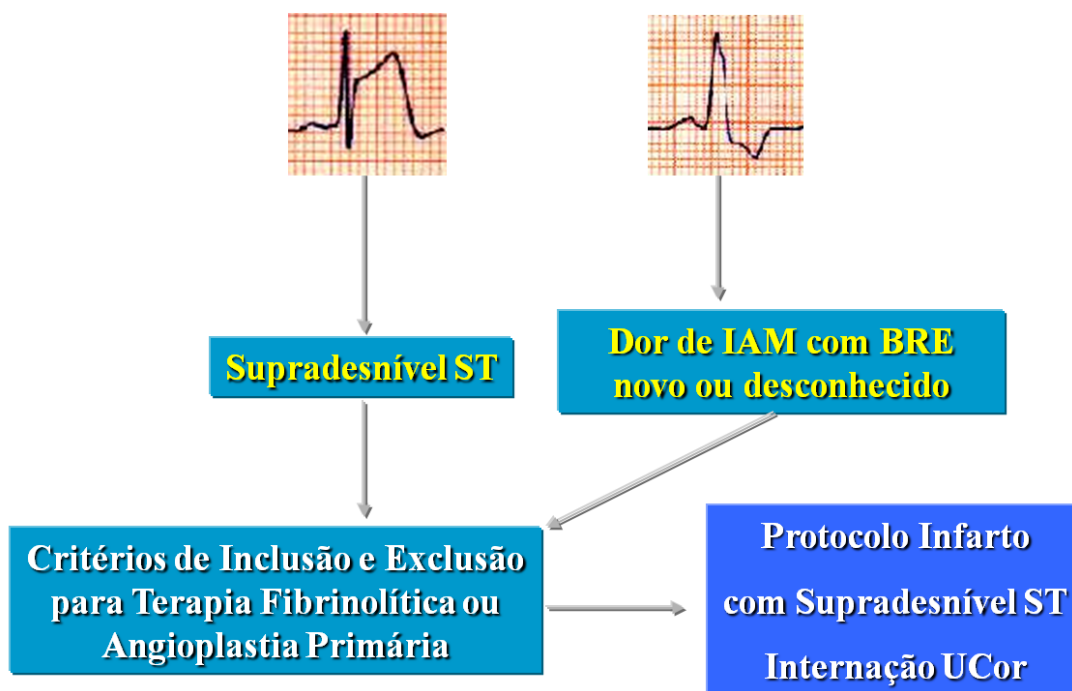 Supradesnível ST
Dor de IAM com BRE
novo ou desconhecido
Critérios de Inclusão e Exclusão
para Terapia Fibrinolítica ou
Angioplastia Primária
Protocolo Infarto
com Supradesnível ST
Internação UCor